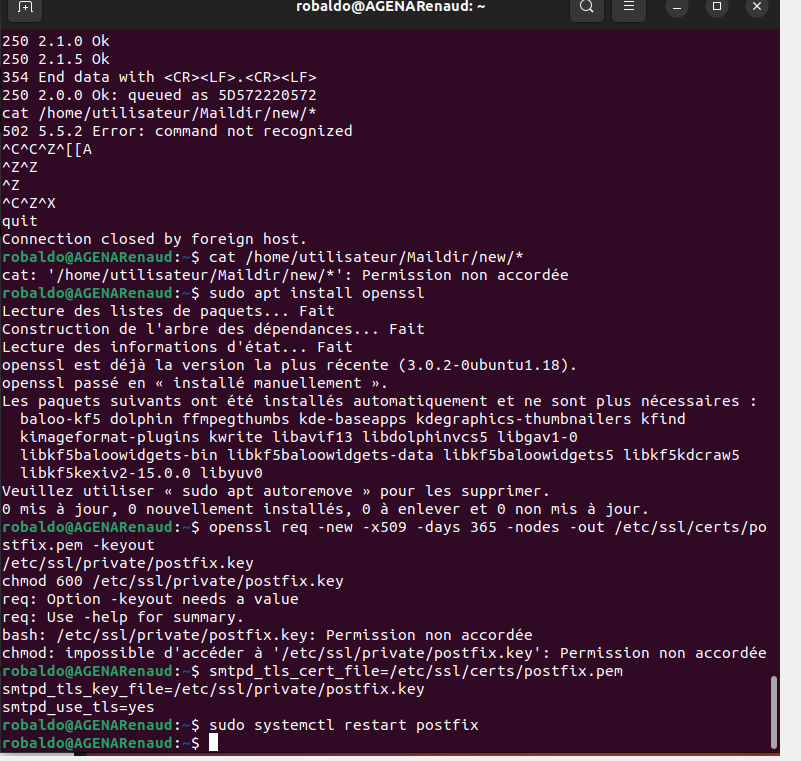 robaldo@AGENARenaud: ~
250 2.1.0 Ok
250 2.1.5 Ok
354 End data with <CR><LF>.<CR><LF>
250 2.0.0 Ok: queued as 5D572220572
cat /home/utilisateur/Maildir/new/*
502 5.5.2 Error: command not recognized
^C^C^Z^[[A
^Z^Z
^Z
^C^Z^X
quit
Connection closed by foreign host.
robaldo@AGENARenaud:~$ cat /home/utilisateur/Maildir/new/*
cat: '/home/utilisateur/Maildir/new/*': Permission non accordée
robaldo@AGENARenaud:~$ sudo apt install openssl
Lecture des listes de paquets... Fait
Construction de l'arbre des dépendances... Fait
Lecture des informations d'état... Fait
openssl est déjà la version la plus récente (3.0.2-0ubuntu1.18).
openssl passé en « installé manuellement ».
Les paquets suivants ont été installés automatiquement et ne sont plus nécessaires :
  baloo-kf5 dolphin ffmpegthumbs kde-baseapps kdegraphics-thumbnailers kfind
  kimageformat-plugins kwrite libavif13 libdolphinvcs5 libgav1-0
  libkf5baloowidgets-bin libkf5baloowidgets-data libkf5baloowidgets5 libkf5kdcraw5
  libkf5kexiv2-15.0.0 libyuv0
Veuillez utiliser « sudo apt autoremove » pour les supprimer.
0 mis à jour, 0 nouvellement installés, 0 à enlever et 0 non mis à jour.
robaldo@AGENARenaud:~$ openssl req -new -x509 -days 365 -nodes -out /etc/ssl/certs/po
stfix.pem -keyout
/etc/ssl/private/postfix.key
chmod 600 /etc/ssl/private/postfix.key
req: Option -keyout needs a value
req: Use -help for summary.
bash: /etc/ssl/private/postfix.key: Permission non accordée
chmod: impossible d'accéder à '/etc/ssl/private/postfix.key': Permission non accordée
robaldo@AGENARenaud:~$ smtpd_tls_cert_file=/etc/ssl/certs/postfix.pem
smtpd_tls_key_file=/etc/ssl/private/postfix.key
smtpd_use_tls=yes
robaldo@AGENARenaud:~$ sudo systemctl restart postfix
robaldo@AGENARenaud:~$